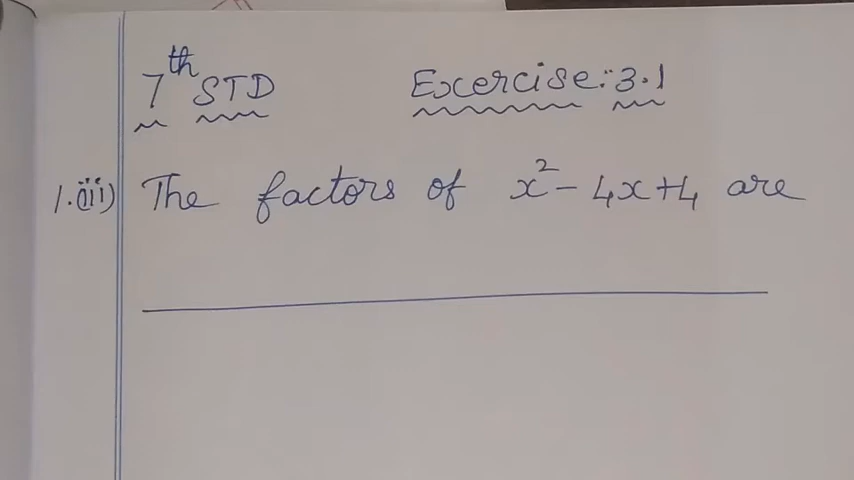 7th STD Exercise: 3.1
1.(iii) The factors of x² - 4x + 4 are